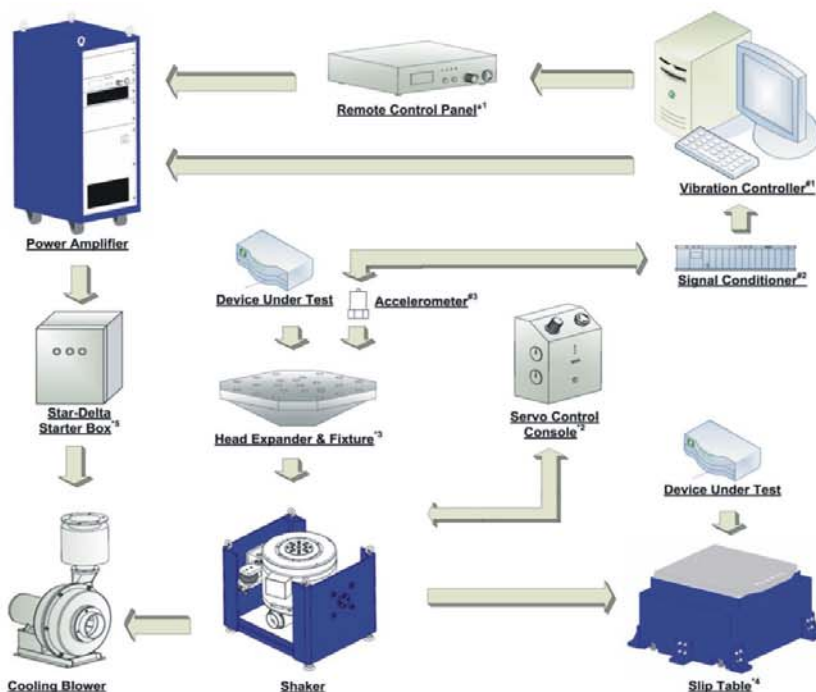 Remote Control Panel*1
Vibration Controller#1
Power Amplifier
Device Under Test
Accelerometer#3
Signal Conditioner#2
Star-Delta
Starter Box*5
Head Expander & Fixture*3
Servo Control
Console*2
Device Under Test
Cooling Blower
Shaker
Slip Table*4